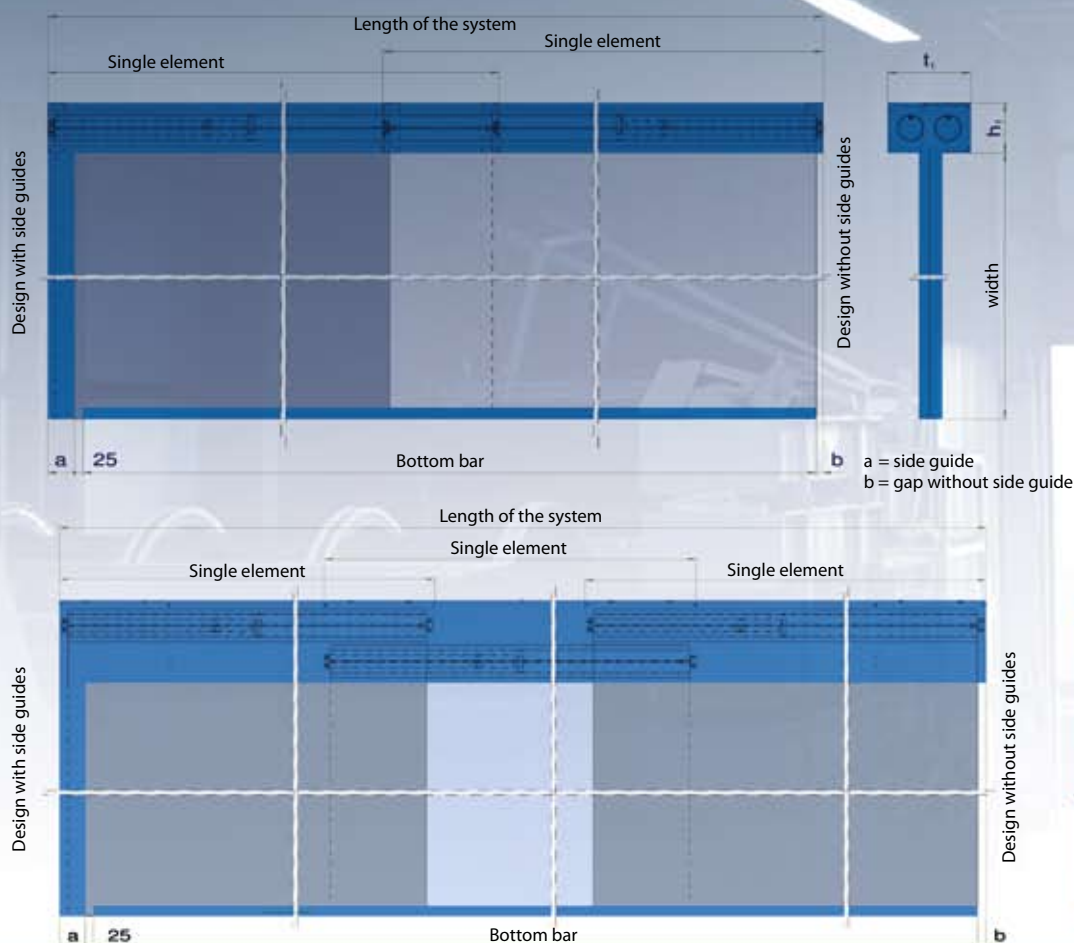 Length of the system
Single element
Single element
t₁
h₁
Design with side guides
Design without side guides
width
a
25
Bottom bar
b
a = side guide
b = gap without side guide
Length of the system
Single element
Single element
Single element
Design with side guides
Design without side guides
a
25
Bottom bar
b